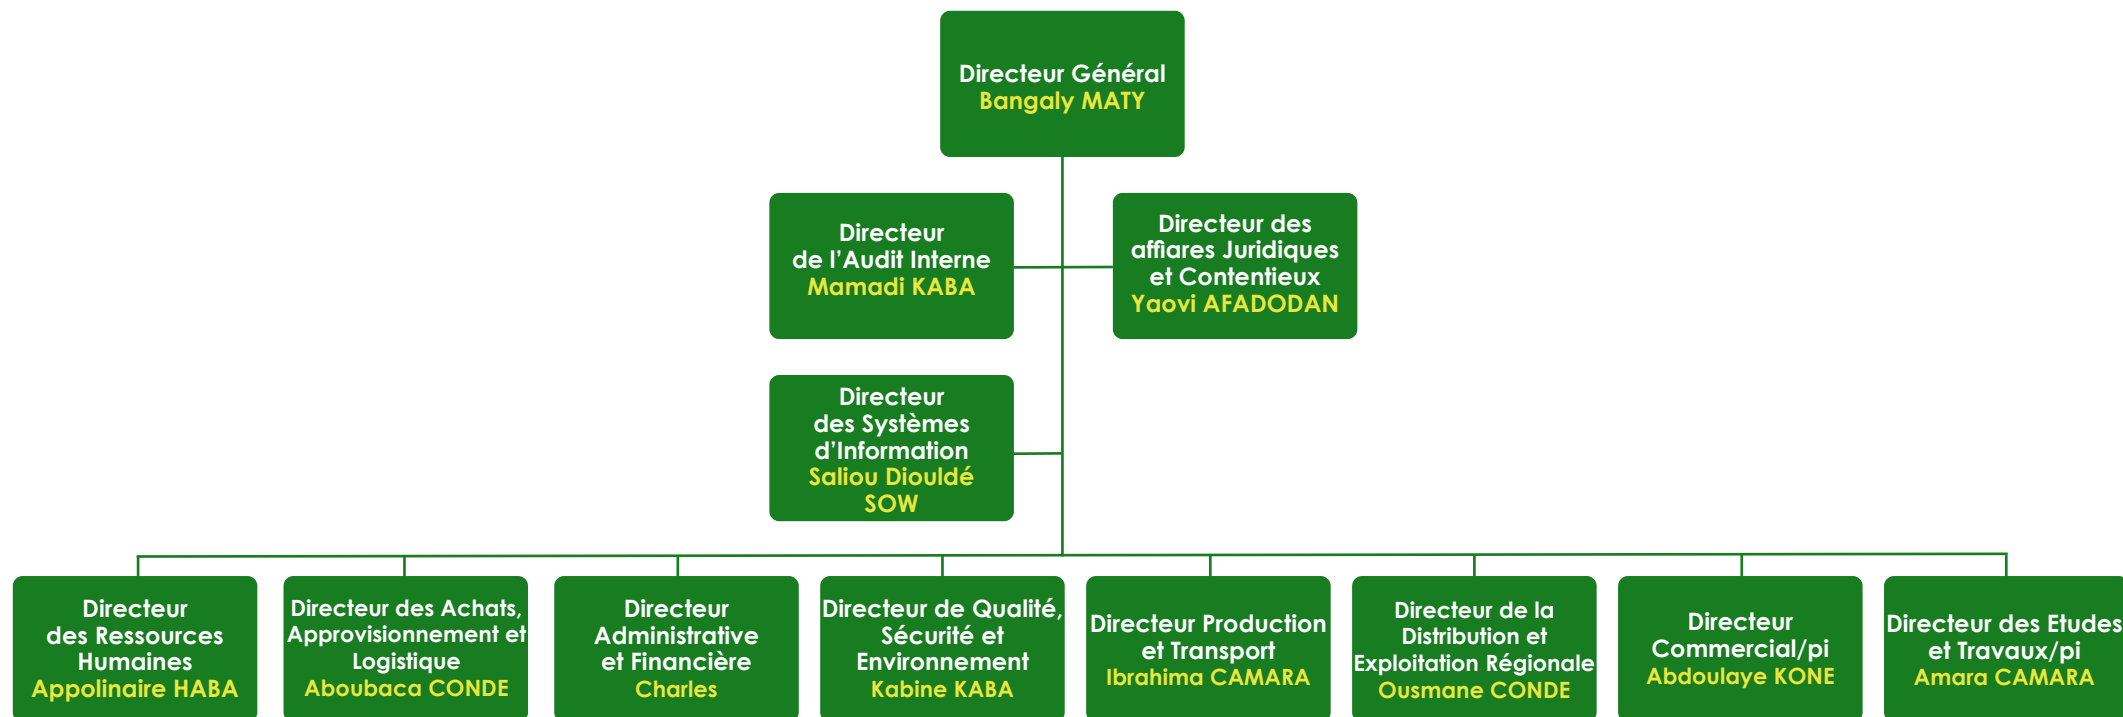 Directeur Général
Bangaly MATY
Directeur
de l’Audit Interne
Mamadi KABA
Directeur des
affiares Juridiques
et Contentieux
Yaovi AFADODAN
Directeur
des Systèmes
d’Information
Saliou Diouldé
SOW
Directeur
des Ressources
Humaines
Appolinaire HABA
Directeur des Achats,
Approvisionnement et
Logistique
Aboubaca CONDE
Directeur
Administrative
et Financière
Charles
Directeur de Qualité,
Sécurité et
Environnement
Kabine KABA
Directeur Production
et Transport
Ibrahima CAMARA
Directeur de la
Distribution et
Exploitation Régionale
Ousmane CONDE
Directeur
Commercial/pi
Abdoulaye KONE
Directeur des Etudes
et Travaux/pi
Amara CAMARA